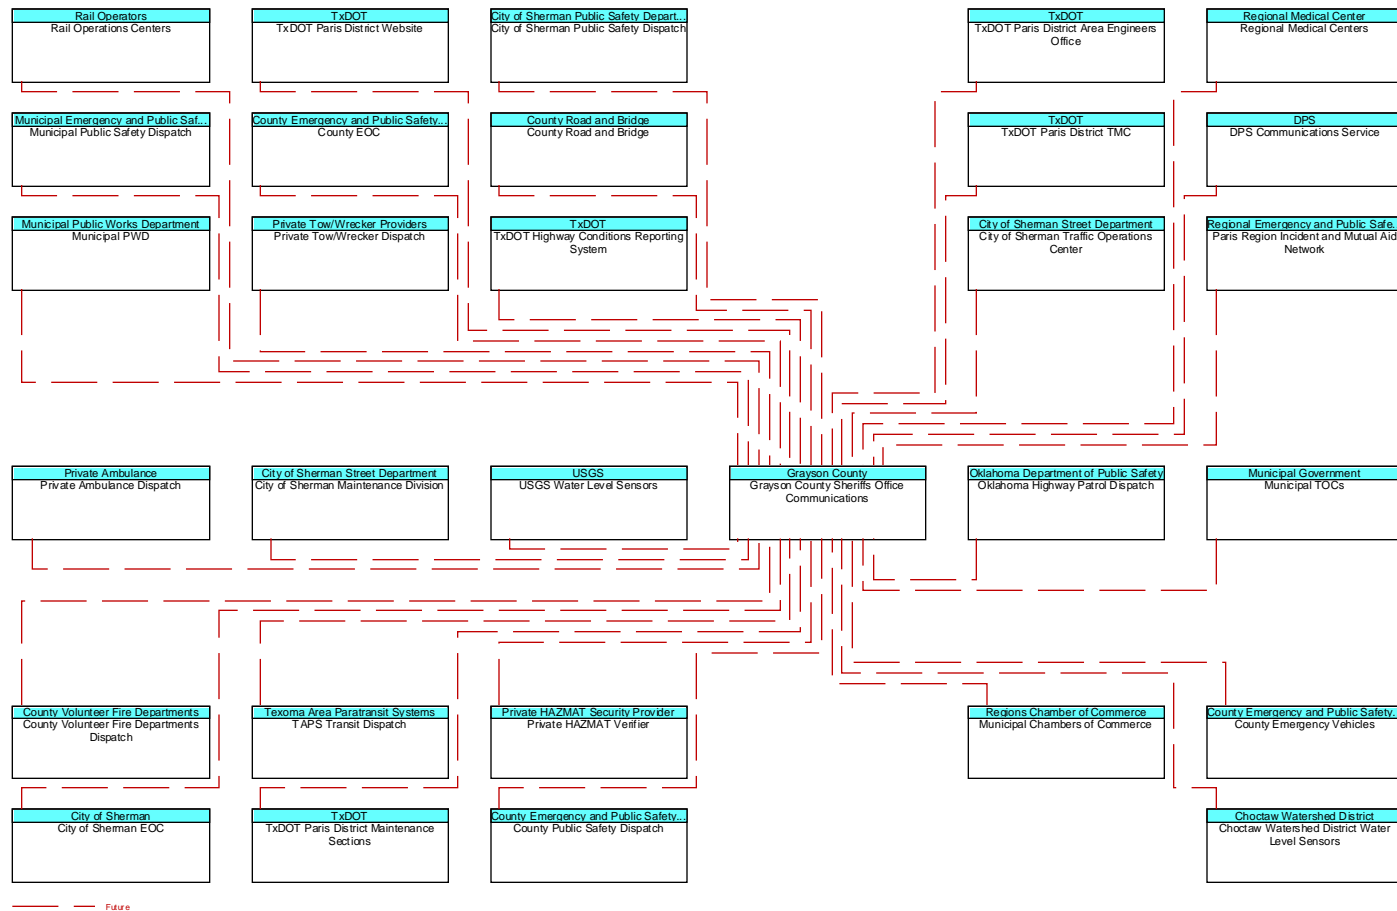 Rail Operators
Rail Operations Centers
TxDOT
TxDOT Paris District Website
City of Sherman Public Safety Depart...
City of Sherman Public Safety Dispatch
TxDOT
TxDOT Paris District Area Engineers
Office
Regional Medical Center
Regional Medical Centers
Municipal Emergency and Public Saf...
Municipal Public Safety Dispatch
County Emergency and Public Safety...
County EOC
County Road and Bridge
County Road and Bridge
TxDOT
TxDOT Paris District TMC
DPS
DPS Communications Service
Municipal Public Works Department
Municipal PWD
Private Tow/Wrecker Providers
Private Tow/Wrecker Dispatch
TxDOT
TxDOT Highway Conditions Reporting
System
City of Sherman Street Department
City of Sherman Traffic Operations
Center
Regional Emergency and Public Safe...
Paris Region Incident and Mutual Aid
Network
Private Ambulance
Private Ambulance Dispatch
City of Sherman Street Department
City of Sherman Maintenance Division
USGS
USGS Water Level Sensors
Grayson County
Grayson County Sheriffs Office
Communications
Oklahoma Department of Public Safety
Oklahoma Highway Patrol Dispatch
Municipal Government
Municipal TOCs
County Volunteer Fire Departments
County Volunteer Fire Departments
Dispatch
Texoma Area Paratransit Systems
TAPS Transit Dispatch
Private HAZMAT Security Provider
Private HAZMAT Verifier
Regions Chamber of Commerce
Municipal Chambers of Commerce
County Emergency and Public Safety...
County Emergency Vehicles
City of Sherman
City of Sherman EOC
TxDOT
TxDOT Paris District Maintenance
Sections
County Emergency and Public Safety...
County Public Safety Dispatch
Choctaw Watershed District
Choctaw Watershed District Water
Level Sensors
Future